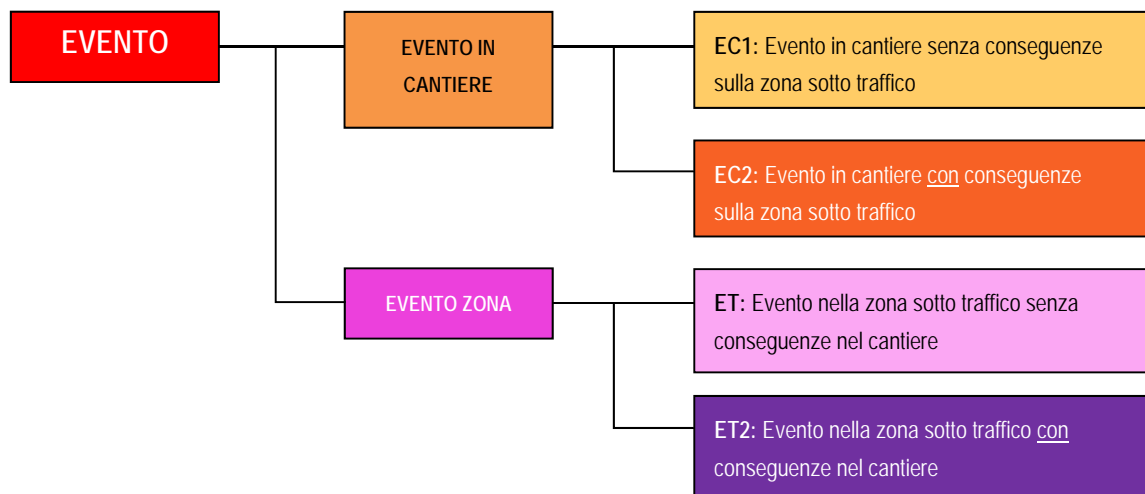 EVENTO
EVENTO IN
CANTIERE
EC1: Evento in cantiere senza conseguenze
sulla zona sotto traffico
EC2: Evento in cantiere con conseguenze
sulla zona sotto traffico
EVENTO ZONA
ET: Evento nella zona sotto traffico senza
conseguenze nel cantiere
ET2: Evento nella zona sotto traffico con
conseguenze nel cantiere